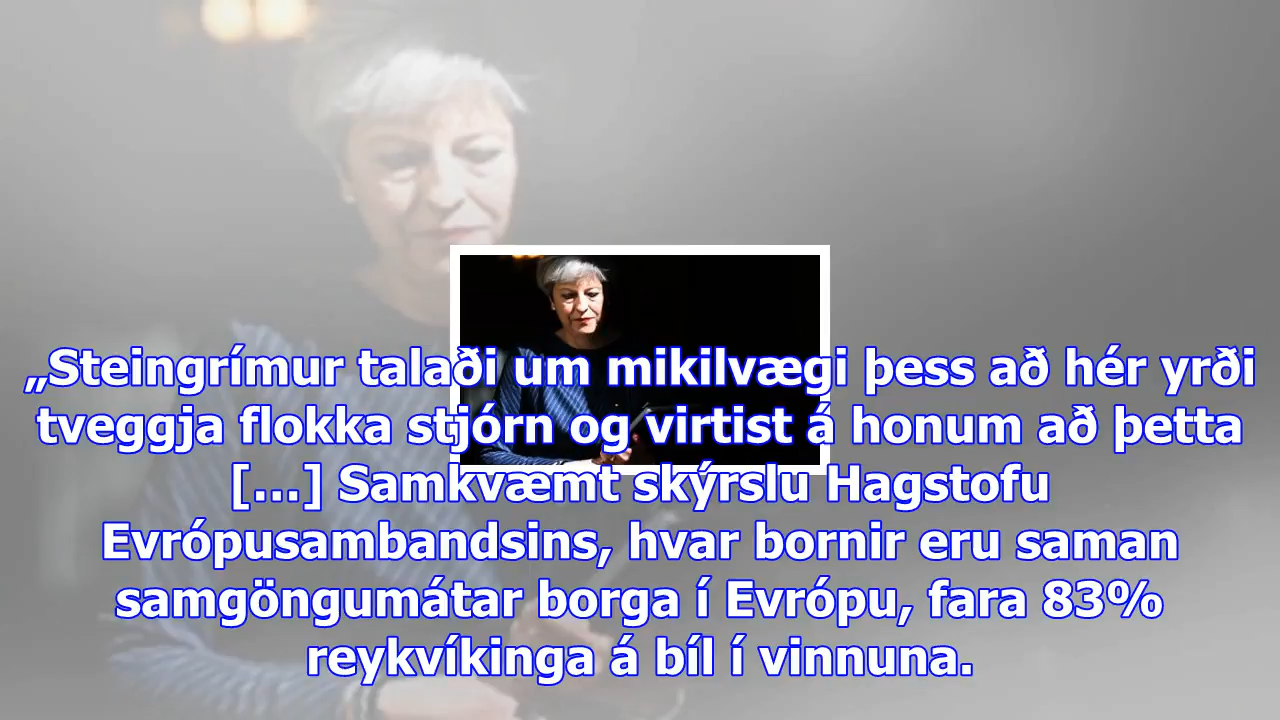 „Steingrímur talaði um mikilvægi þess að hér yrði
tveggja flokka stjórn og virtist á honum að þetta
[…] Samkvæmt skýrslu Hagstofu
Evrópusambandsins, hvar bornir eru saman
samgöngumátar borga í Evrópu, fara 83%
reykvíkinga á bíl í vinnuna.